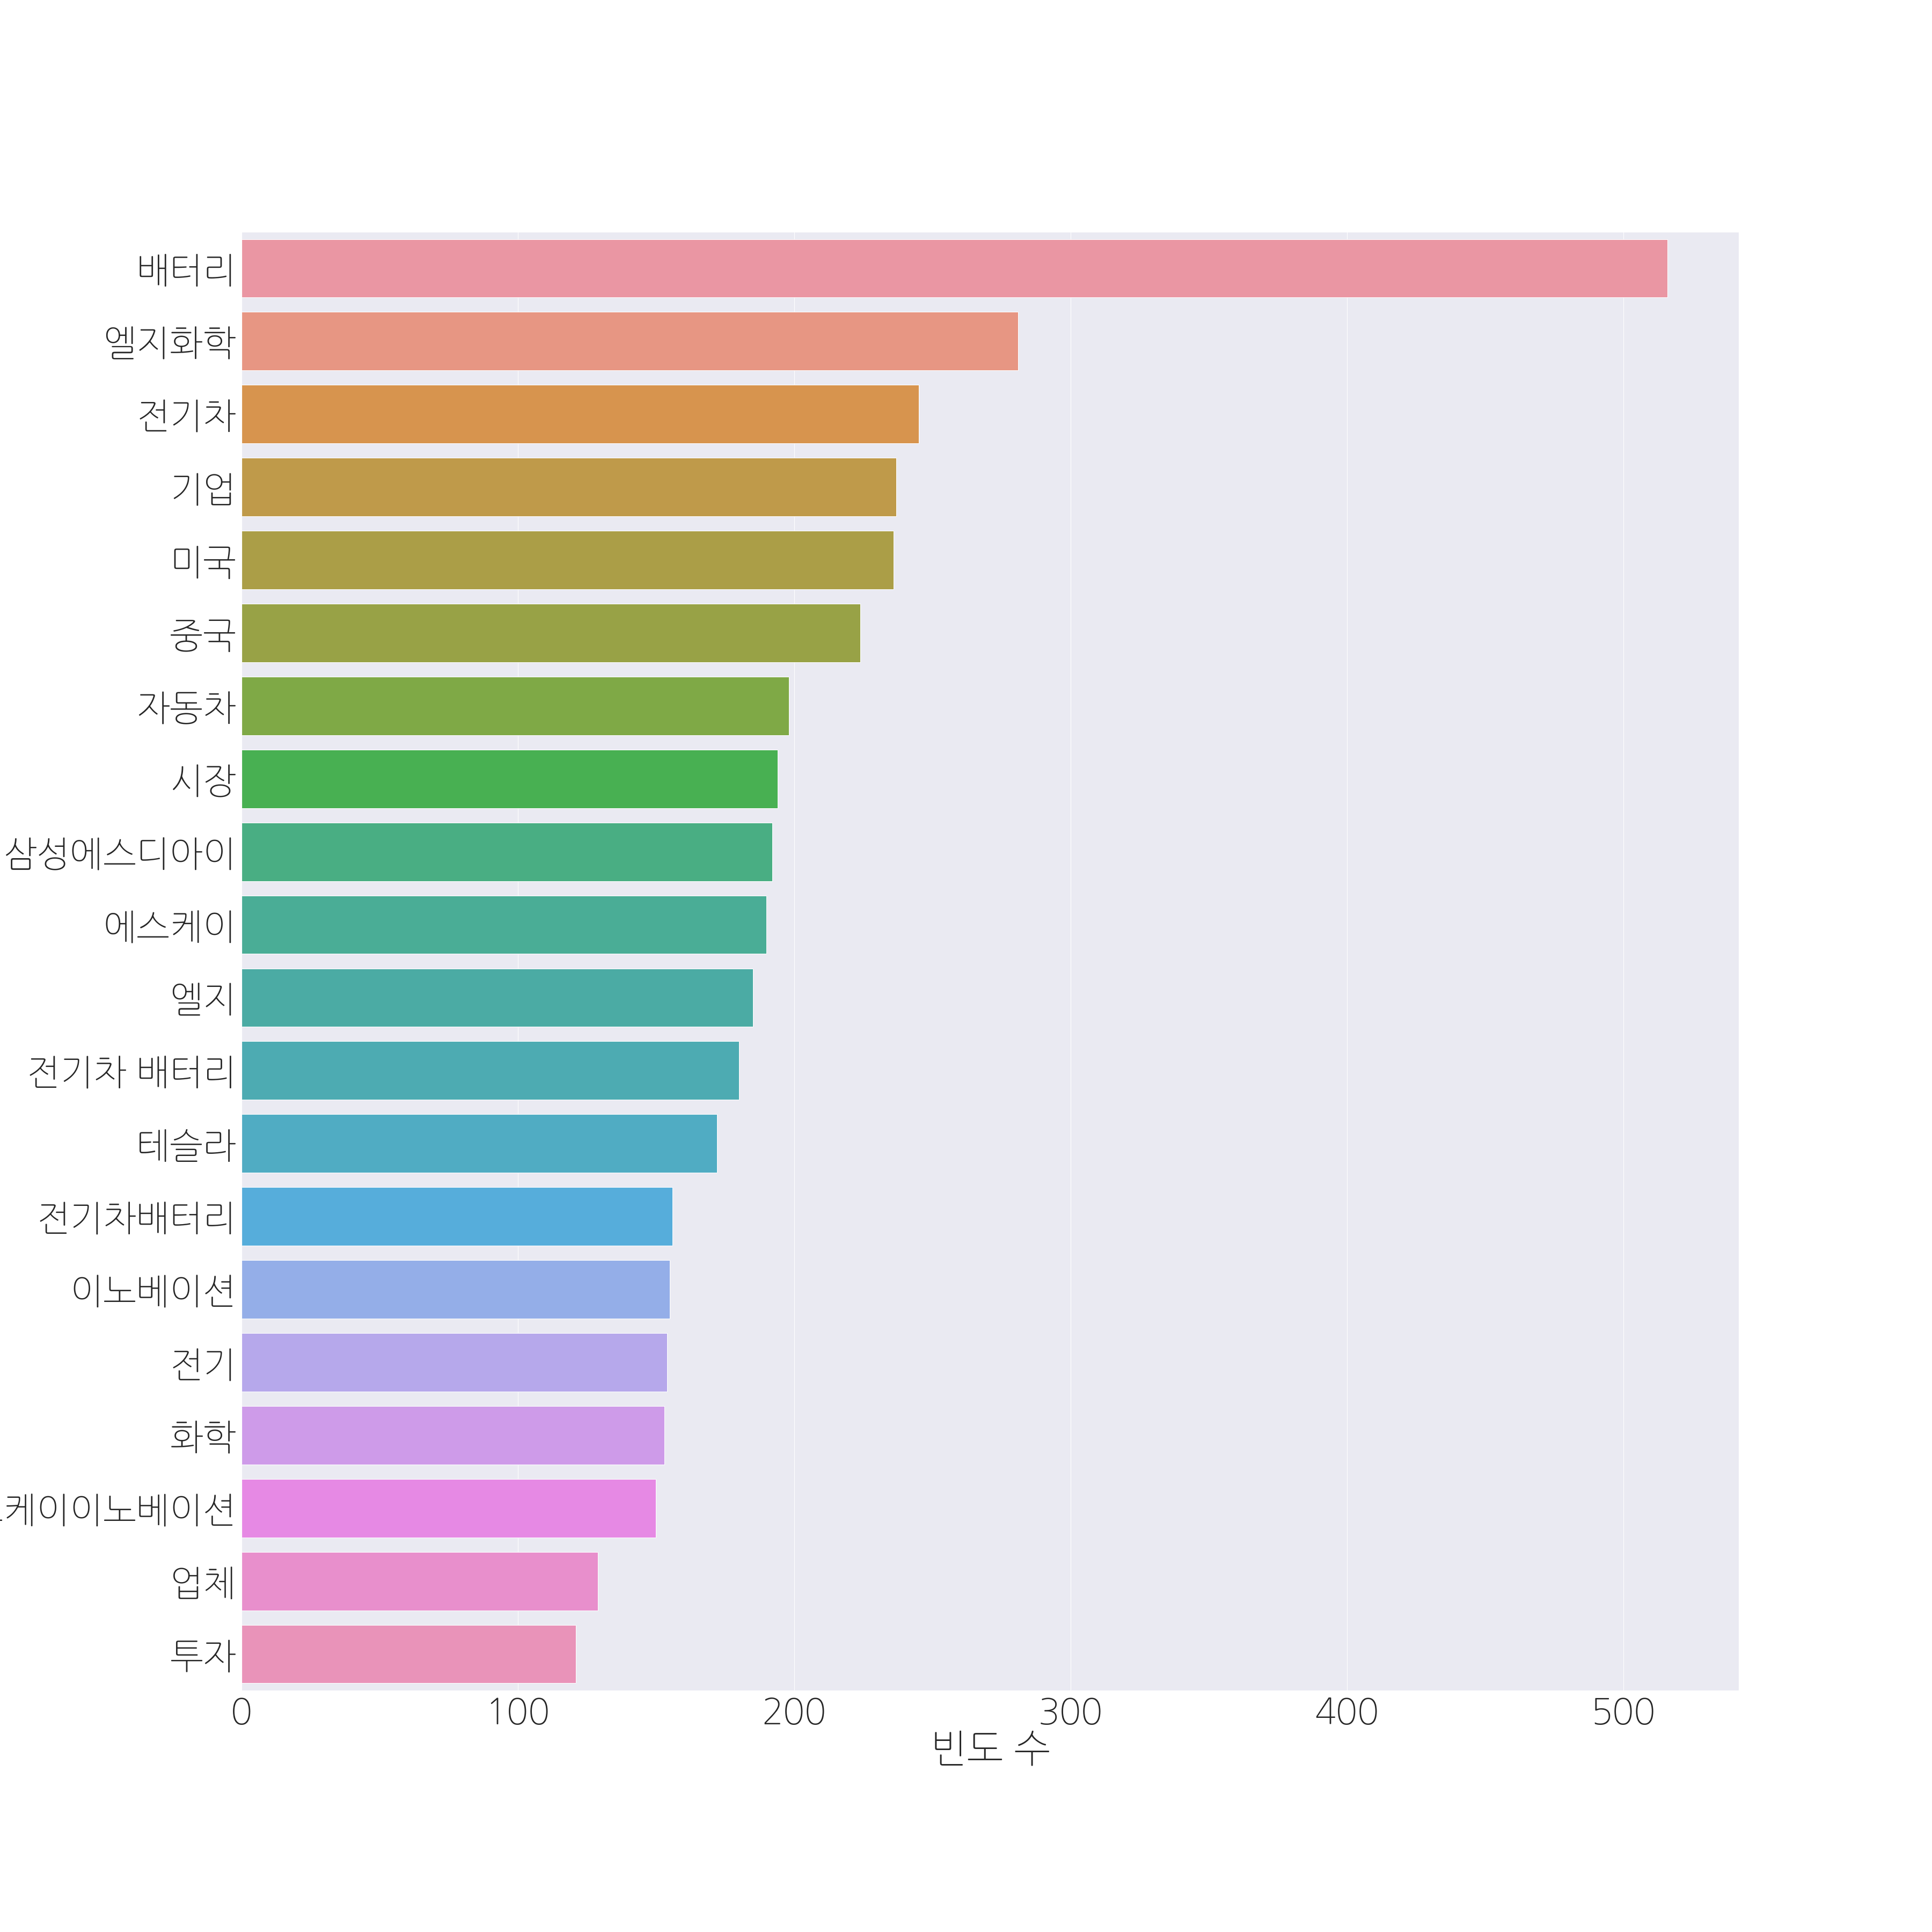 배터리
엘지화학
전기차
기업
미국
중국
자동차
시장
삼성에스디아이
에스케이
엘지
전기차 배터리
테슬라
전기차배터리
이노베이션
전기
화학
케이이노베이션
업체
투자
0 100 200 300 400 500
빈도 수